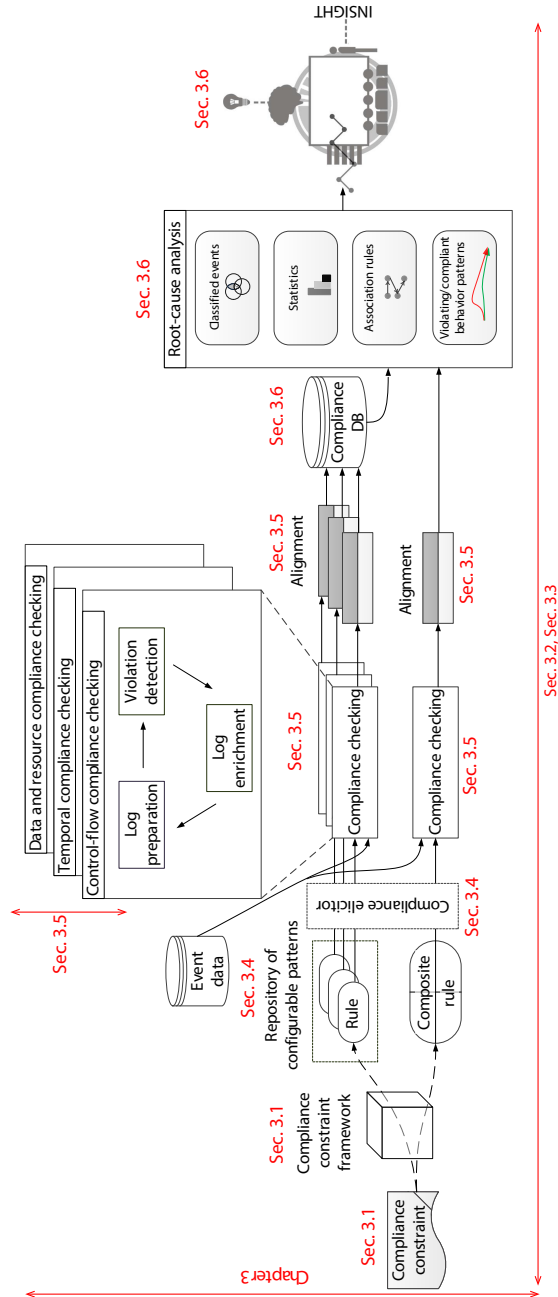 Chapter3
Sec. 3.5
Data and resource compliance checking
Temporal compliance checking
Control-flow compliance checking
Log
preparation
Violation
detection
Log
enrichment
Event
data
Sec. 3.4
Sec. 3.1
Compliance
constraint
Sec. 3.1
Compliance
constraint
framework
Repository of
configurable patterns
Rule
Composite
rule
Compliance elicitor
Sec. 3.4
Sec. 3.5
Compliance checking
Compliance checking
Sec. 3.5
Sec. 3.5
Alignment
Alignment
Sec. 3.5
Sec. 3.6
Compliance
DB
Sec. 3.6
Root-cause analysis
Classified events
Statistics
Association rules
Violating/compliant
behavior patterns
Sec. 3.6
INSIGHT
Sec. 3.2, Sec. 3.3